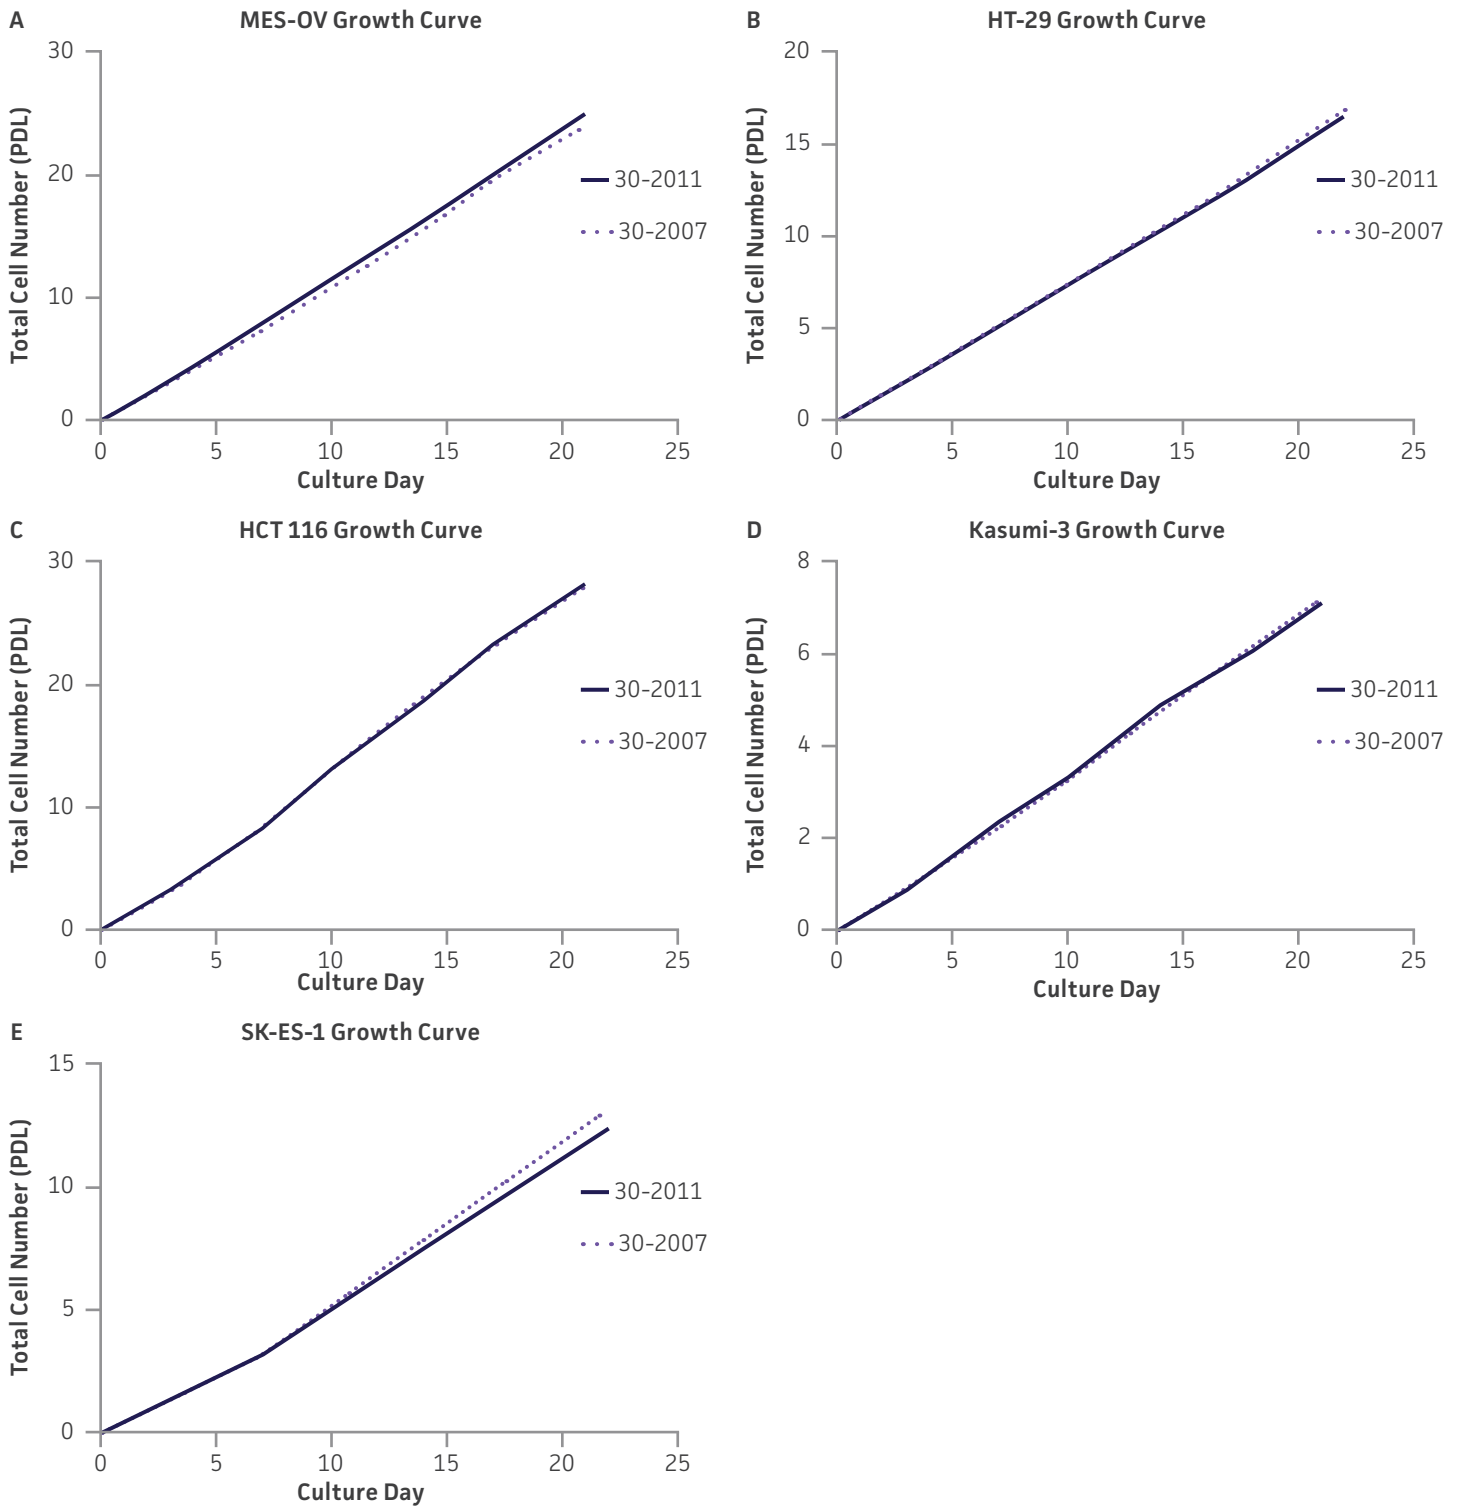 A
MES-OV Growth Curve
Total Cell Number (PDL)
30
20
10
0
0 5 10 15 20 25
Culture Day
30-2011
30-2007
B
HT-29 Growth Curve
Total Cell Number (PDL)
20
15
10
5
0
0 5 10 15 20 25
Culture Day
30-2011
30-2007
C
HCT 116 Growth Curve
Total Cell Number (PDL)
30
20
10
0
0 5 10 15 20 25
Culture Day
30-2011
30-2007
D
Kasumi-3 Growth Curve
Total Cell Number (PDL)
8
6
4
2
0
0 5 10 15 20 25
Culture Day
30-2011
30-2007
E
SK-ES-1 Growth Curve
Total Cell Number (PDL)
15
10
5
0
0 5 10 15 20 25
Culture Day
30-2011
30-2007